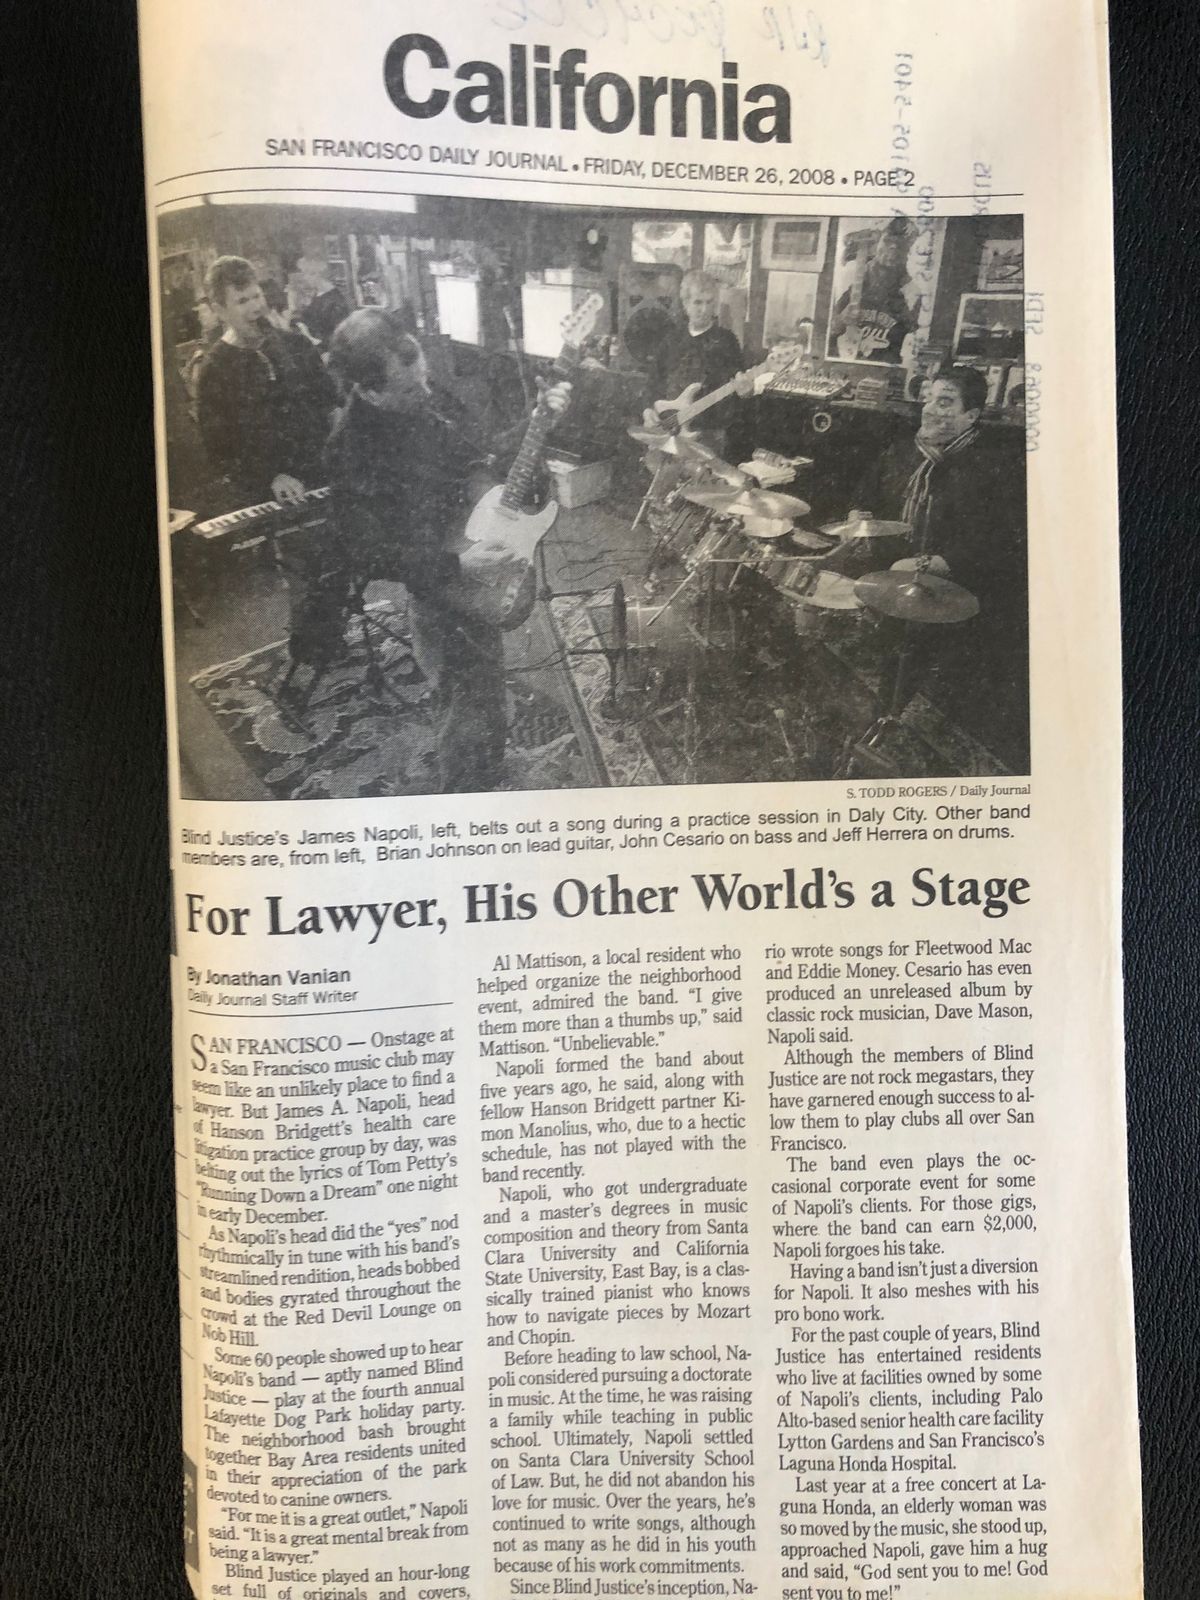 California
SAN FRANCISCO DAILY JOURNAL • FRIDAY, DECEMBER 26, 2008 • PAGE 2
S. TODD ROGERS / Daily Journal
Blind Justice's James Napoli, left, belts out a song during a practice session in Daly City. Other band
members are, from left, Brian Johnson on lead guitar, John Cesario on bass and Jeff Herrera on drums.
For Lawyer, His Other World's a Stage
By Jonathan Vanian
Daily Journal Staff Writer
SAN FRANCISCO — Onstage at
a San Francisco music club may
seem like an unlikely place to find a
lawyer. But James A. Napoli, head
of Hanson Bridgett's health care
litigation practice group by day, was
belting out the lyrics of Tom Petty's
"Running Down a Dream" one night
in early December.
As Napoli's head did the "yes" nod
rhythmically in tune with his band's
streamlined rendition, heads bobbed
and bodies gyrated throughout the
crowd at the Red Devil Lounge on
Nob Hill.
Some 60 people showed up to hear
Napoli's band — aptly named Blind
Justice — play at the fourth annual
Lafayette Dog Park holiday party.
The neighborhood bash brought
together Bay Area residents united
in their appreciation of the park
devoted to canine owners.
"For me it is a great outlet," Napoli
said. "It is a great mental break from
being a lawyer."
Blind Justice played an hour-long
set full of originals and covers,
Al Mattison, a local resident who
helped organize the neighborhood
event, admired the band. "I give
them more than a thumbs up," said
Mattison. "Unbelievable."
Napoli formed the band about
five years ago, he said, along with
fellow Hanson Bridgett partner Ki-
mon Manolius, who, due to a hectic
schedule, has not played with the
band recently.
Napoli, who got undergraduate
and a master's degrees in music
composition and theory from Santa
Clara University and California
State University, East Bay, is a clas-
sically trained pianist who knows
how to navigate pieces by Mozart
and Chopin.
Before heading to law school, Na-
poli considered pursuing a doctorate
in music. At the time, he was raising
a family while teaching in public
school. Ultimately, Napoli settled
on Santa Clara University School
of Law. But, he did not abandon his
love for music. Over the years, he's
continued to write songs, although
not as many as he did in his youth
because of his work commitments.
Since Blind Justice's inception, Na-
rio wrote songs for Fleetwood Mac
and Eddie Money. Cesario has even
produced an unreleased album by
classic rock musician, Dave Mason,
Napoli said.
Although the members of Blind
Justice are not rock megastars, they
have garnered enough success to al-
low them to play clubs all over San
Francisco.
The band even plays the oc-
casional corporate event for some
of Napoli's clients. For those gigs,
where the band can earn $2,000,
Napoli forgoes his take.
Having a band isn't just a diversion
for Napoli. It also meshes with his
pro bono work.
For the past couple of years, Blind
Justice has entertained residents
who live at facilities owned by some
of Napoli's clients, including Palo
Alto-based senior health care facility
Lytton Gardens and San Francisco's
Laguna Honda Hospital.
Last year at a free concert at La-
guna Honda, an elderly woman was
so moved by the music, she stood up,
approached Napoli, gave him a hug
and said, "God sent you to me! God
sent you to me!"